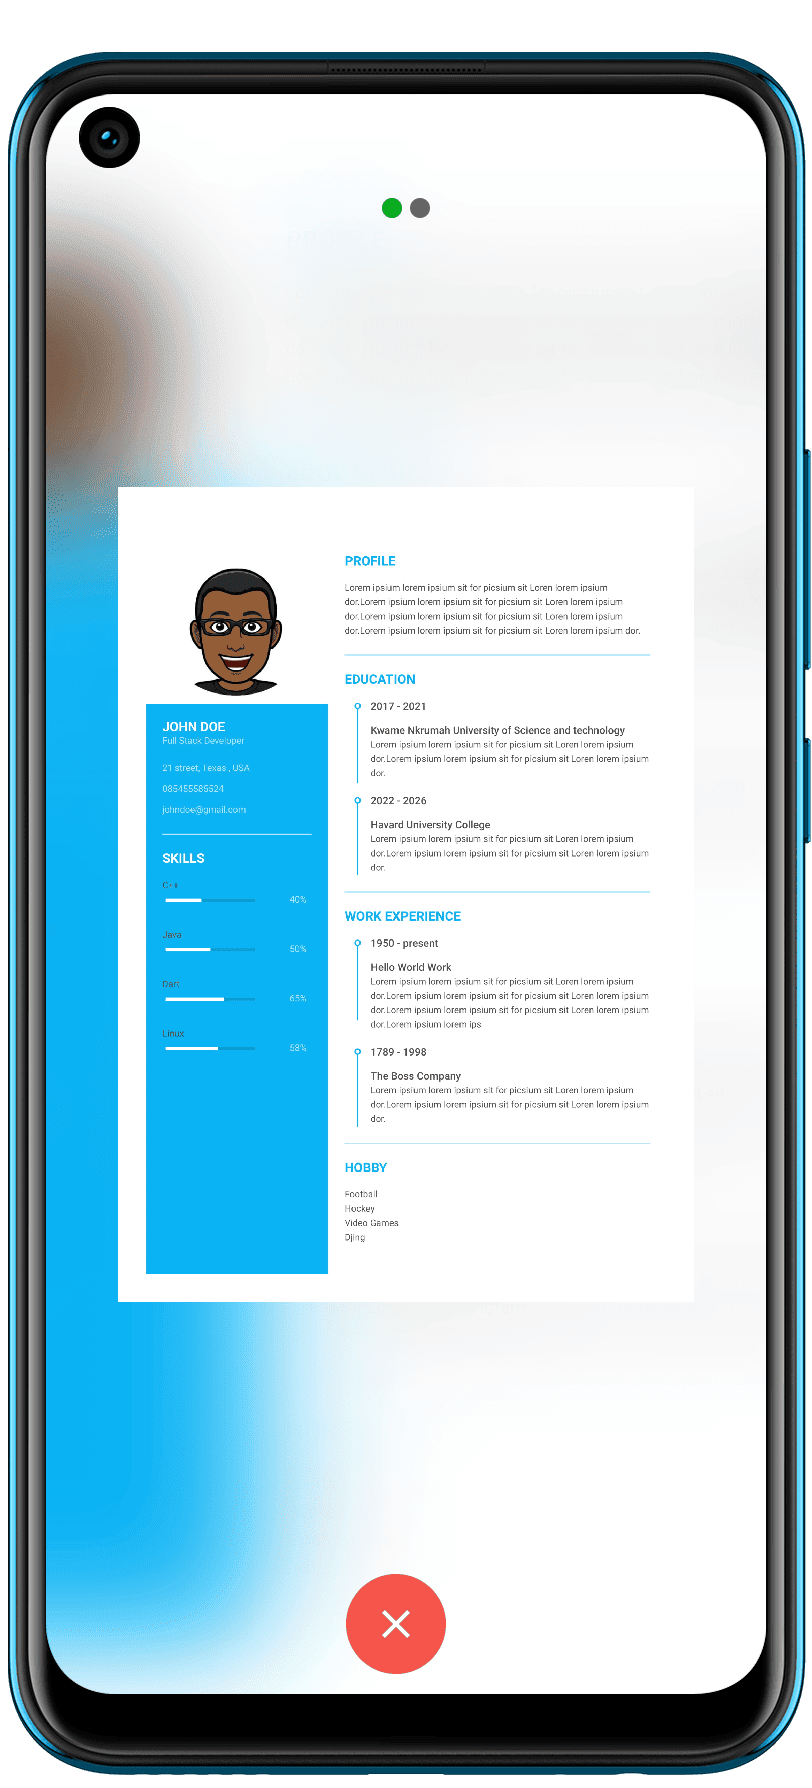 JOHN DOE
Full Stack Developer
21 street, Texas , USA
085455585524
johndoe@gmail.com
SKILLS
C++
40%
Java
50%
Dart
65%
Linux
58%
PROFILE
Lorem ipsium lorem ipsium sit for picsium sit Loren lorem ipsium
dor.Lorem ipsium lorem ipsium sit for picsium sit Loren lorem ipsium
dor.Lorem ipsium lorem ipsium sit for picsium sit Loren lorem ipsium
dor.Lorem ipsium lorem ipsium sit for picsium sit Loren lorem ipsium dor.
EDUCATION
2017 - 2021
Kwame Nkrumah University of Science and technology
Lorem ipsium lorem ipsium sit for picsium sit Loren lorem ipsium
dor.Lorem ipsium lorem ipsium sit for picsium sit Loren lorem ipsium
dor.
2022 - 2026
Havard University College
Lorem ipsium lorem ipsium sit for picsium sit Loren lorem ipsium
dor.Lorem ipsium lorem ipsium sit for picsium sit Loren lorem ipsium
dor.
WORK EXPERIENCE
1950 - present
Hello World Work
Lorem ipsium lorem ipsium sit for picsium sit Loren lorem ipsium
dor.Lorem ipsium lorem ipsium sit for picsium sit Loren lorem ipsium
dor.Lorem ipsium lorem ipsium sit for picsium sit Loren lorem ipsium
dor.Lorem ipsium lorem ips
1789 - 1998
The Boss Company
Lorem ipsium lorem ipsium sit for picsium sit Loren lorem ipsium
dor.Lorem ipsium lorem ipsium sit for picsium sit Loren lorem ipsium
dor.
HOBBY
Football
Hockey
Video Games
Djing